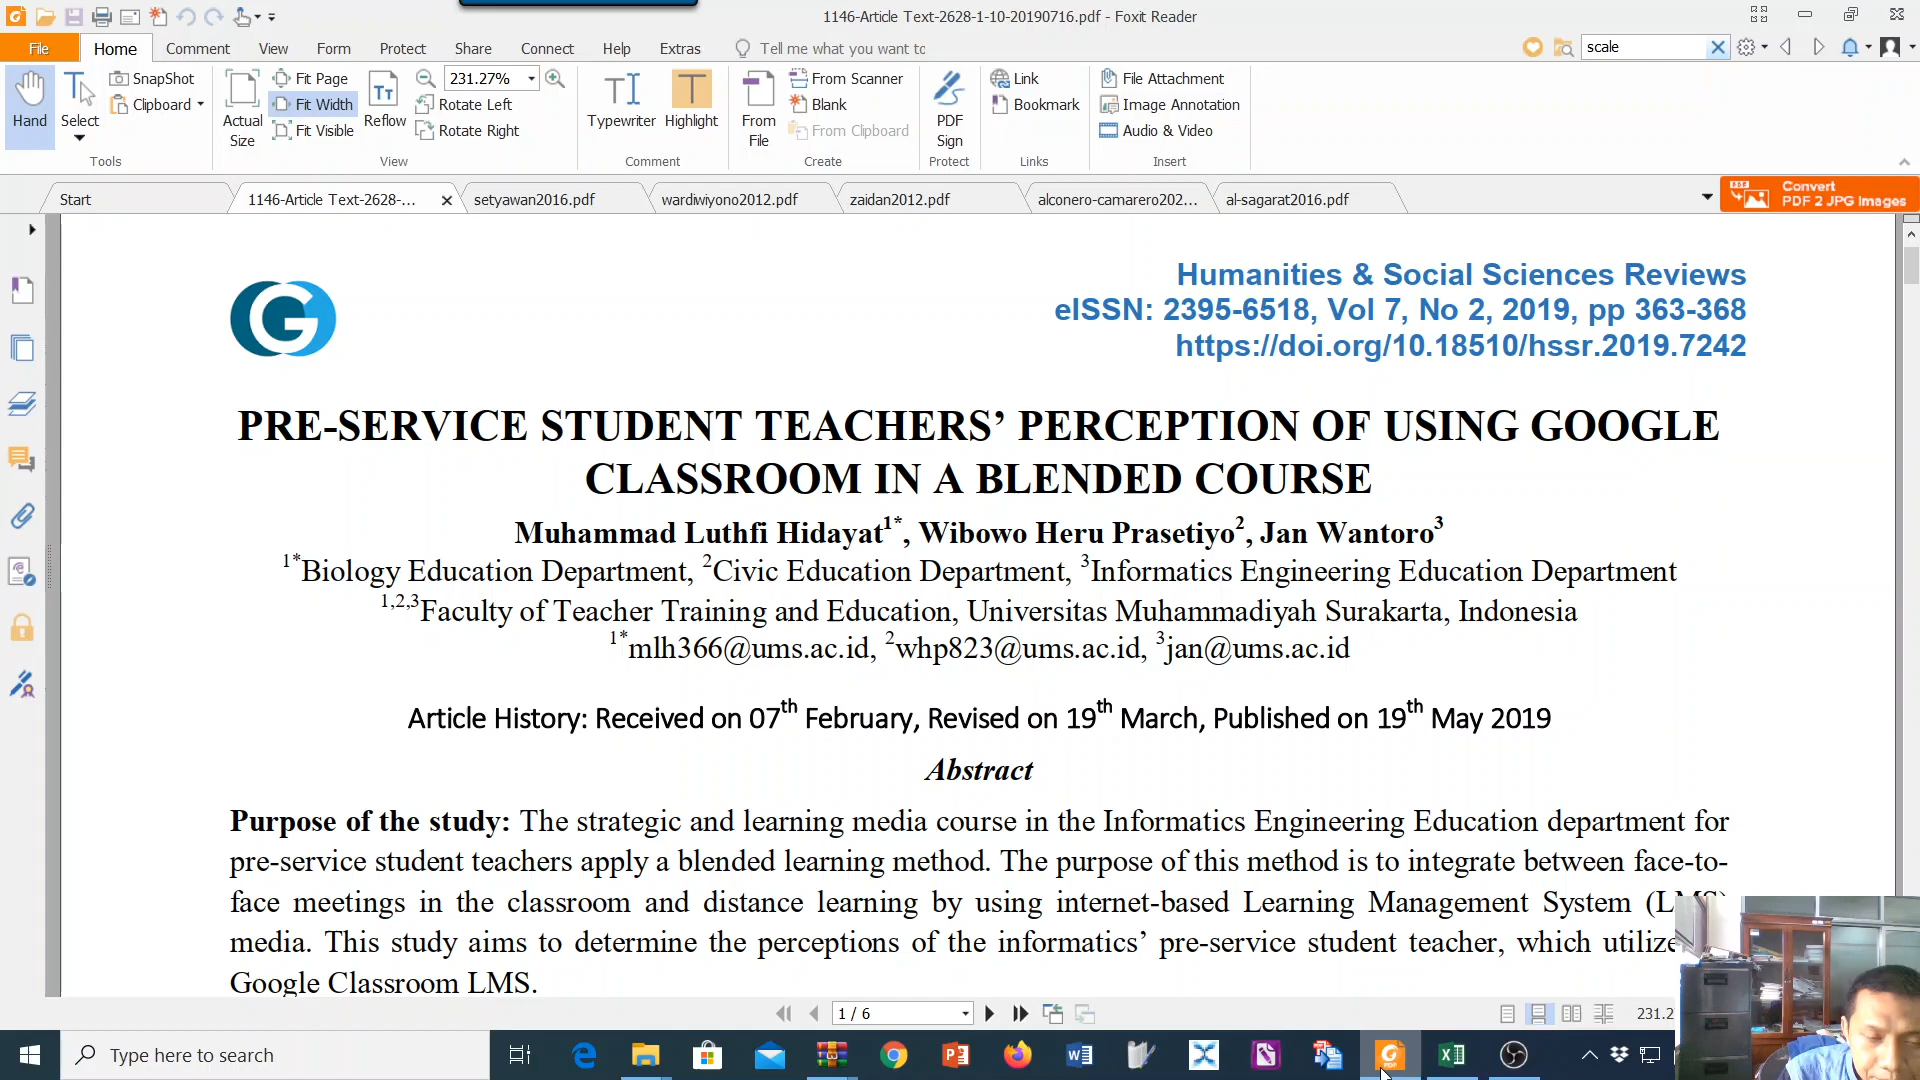 1146-Article Text-2628-1-10-20190716.pdf - Foxit Reader
File Home Comment View Form Protect Share Connect Help Extras Tell me what you want to scale
SnapShot Fit Page 231.27% From Scanner Link File Attachment
Clipboard Fit Width Rotate Left Blank Bookmark Image Annotation
Hand Select Actual Size Fit Visible Reflow Rotate Right Typewriter Highlight From File From Clipboard PDF Sign Audio & Video
Tools View Comment Create Protect Links Insert
Start 1146-Article Text-2628-... setyawan2016.pdf wardiwiyono2012.pdf zaidan2012.pdf alconero-camarero202... al-sagarat2016.pdf
PDF Convert
PDF 2 JPG Images
Humanities & Social Sciences Reviews
eISSN: 2395-6518, Vol 7, No 2, 2019, pp 363-368
https://doi.org/10.18510/hssr.2019.7242
PRE-SERVICE STUDENT TEACHERS’ PERCEPTION OF USING GOOGLE
CLASSROOM IN A BLENDED COURSE
Muhammad Luthfi Hidayat1*, Wibowo Heru Prasetiyo2, Jan Wantoro3
1*Biology Education Department, 2Civic Education Department, 3Informatics Engineering Education Department
1,2,3Faculty of Teacher Training and Education, Universitas Muhammadiyah Surakarta, Indonesia
1*mlh366@ums.ac.id, 2whp823@ums.ac.id, 3jan@ums.ac.id
Article History: Received on 07th February, Revised on 19th March, Published on 19th May 2019
Abstract
Purpose of the study: The strategic and learning media course in the Informatics Engineering Education department for
pre-service student teachers apply a blended learning method. The purpose of this method is to integrate between face-to-
face meetings in the classroom and distance learning by using internet-based Learning Management System (LMS)
media. This study aims to determine the perceptions of the informatics’ pre-service student teacher, which utilize
Google Classroom LMS.
1 / 6 231.2
Type here to search